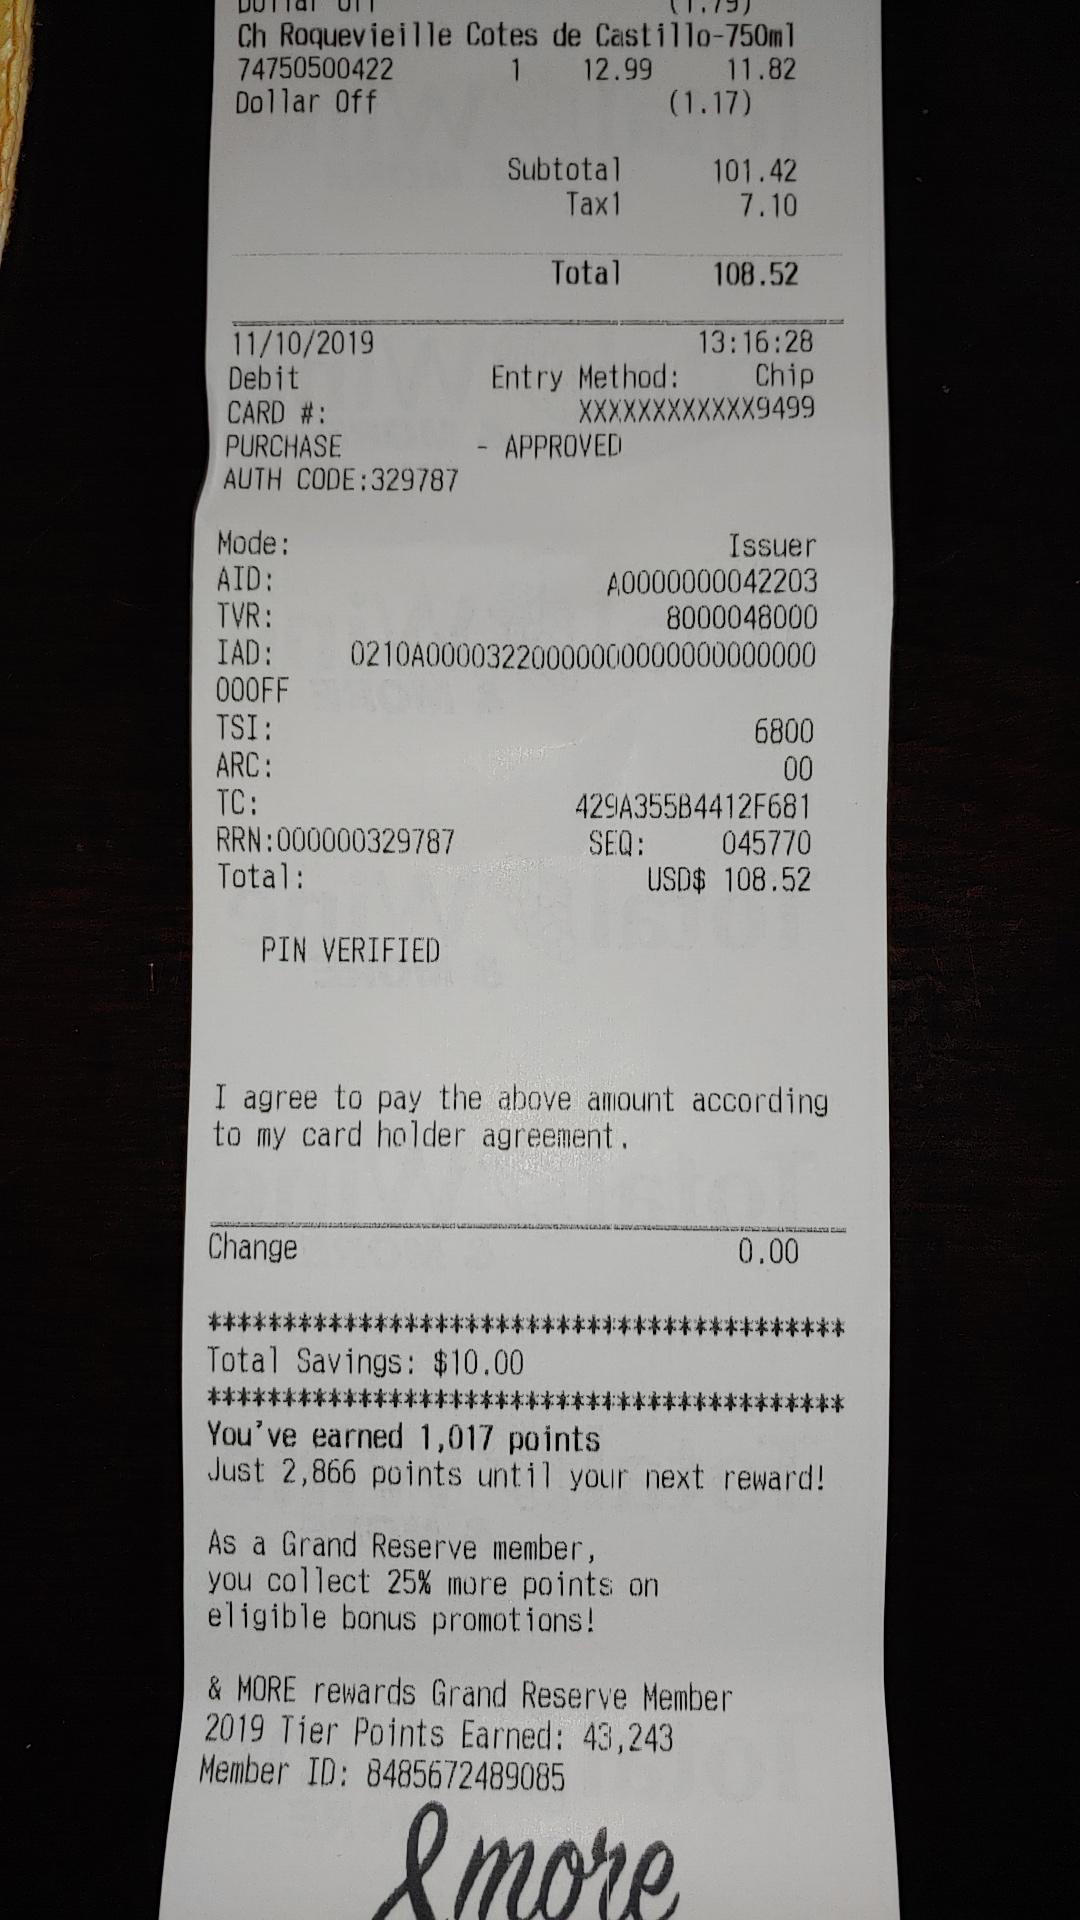 Dollar Off (1.79)
Ch Roquevieille Cotes de Castillo-750ml
74750500422 1 12.99 11.82
Dollar Off (1.17)
Subtotal 101.42
Tax1 7.10
Total 108.52
11/10/2019 13:16:28
Debit Entry Method: Chip
CARD #: XXXXXXXXXXXX9499
PURCHASE - APPROVED
AUTH CODE:329787
Mode: Issuer
AID: A0000000042203
TVR: 8000048000
IAD: 0210A00003220000000000000000000
000FF
TSI: 6800
ARC: 00
TC: 429A355B4412F681
RRN:000000329787 SEQ: 045770
Total: USD$ 108.52
PIN VERIFIED
I agree to pay the above amount according
to my card holder agreement.
Change 0.00
******************************************
Total Savings: $10.00
******************************************
You've earned 1,017 points
Just 2,866 points until your next reward!
As a Grand Reserve member,
you collect 25% more points on
eligible bonus promotions!
& MORE rewards Grand Reserve Member
2019 Tier Points Earned: 43,243
Member ID: 8485672489085
&more